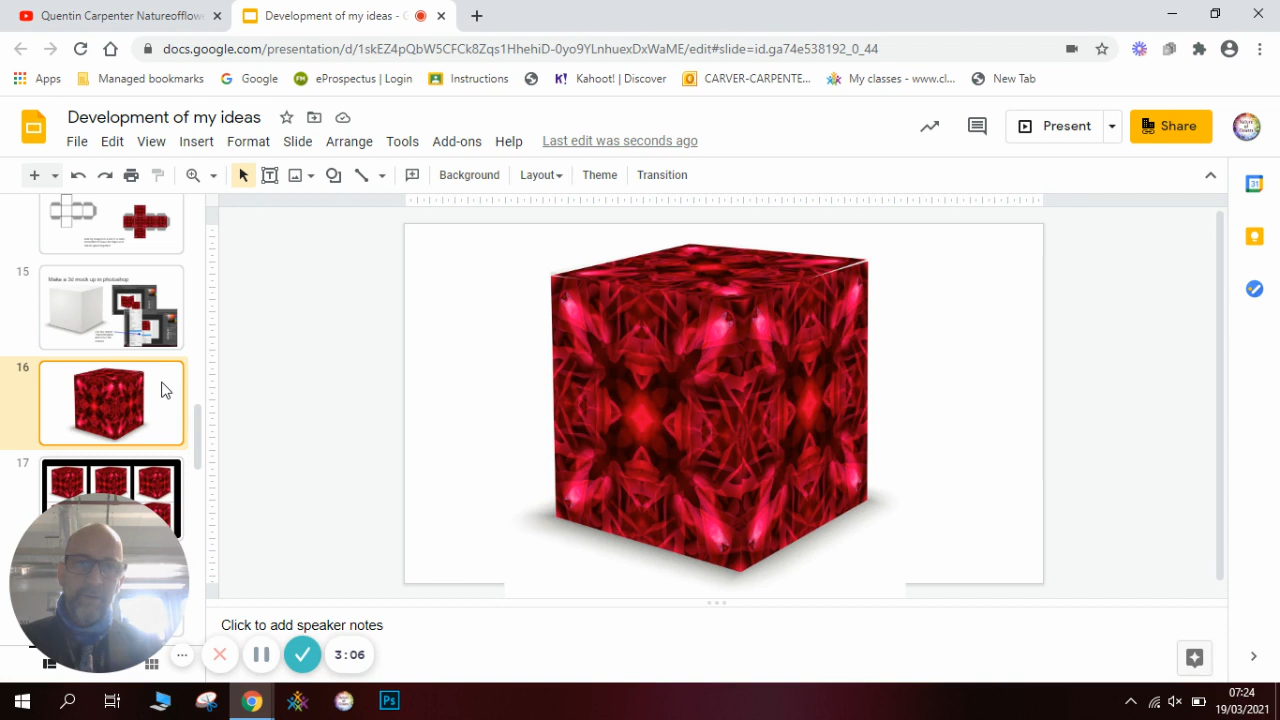 Quentin Carpenter Natureofflowe
Development of my ideas - G
docs.google.com/presentation/d/1skEZ4pQbW5CFCk8Zqs1HhehiD-0yo9YLnhuexDxWaME/edit#slide=id.ga74e538192_0_44
Apps Managed bookmarks Google eProspectus | Login Instructions Kahoot! | Discover CARVER-CARPENTE... My classes - www.cl... New Tab
Development of my ideas
Present
Share
File Edit View Insert Format Slide Arrange Tools Add-ons Help Last edit was seconds ago
Background Layout Theme Transition
15
Make a 3d mock up in photoshop
16
17
Click to add speaker notes
3:06
Ps
07:24
19/03/2021